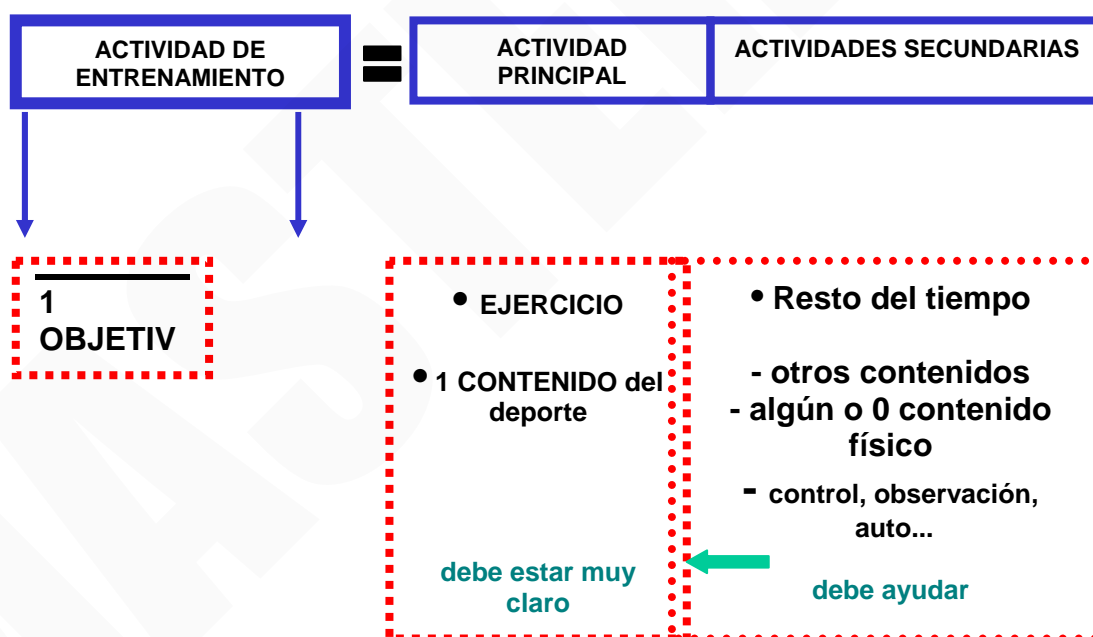 ACTIVIDAD DE
ENTRENAMIENTO
=
ACTIVIDAD
PRINCIPAL
ACTIVIDADES SECUNDARIAS
1
OBJETIV
• EJERCICIO
• 1 CONTENIDO del
deporte
debe estar muy
claro
• Resto del tiempo
- otros contenidos
- algún o 0 contenido
físico
- control, observación,
auto...
debe ayudar